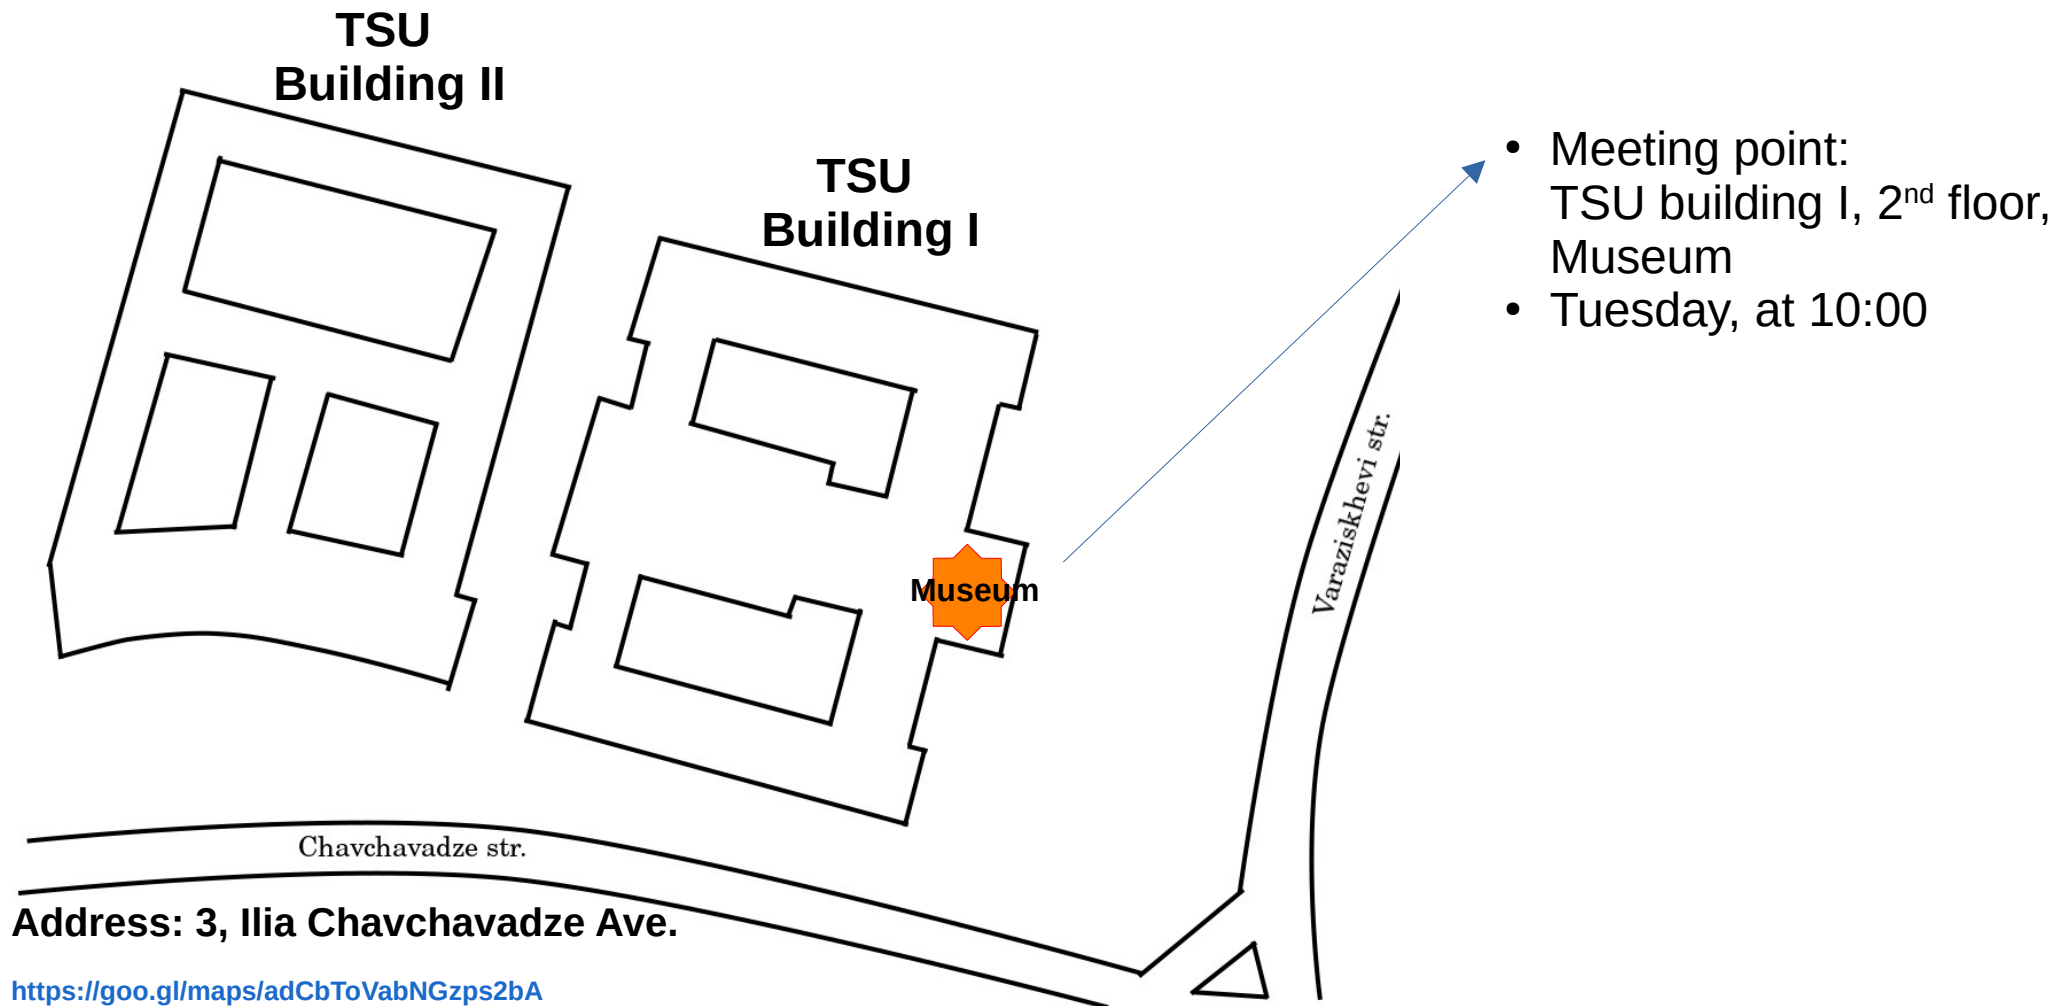 TSU
Building II
TSU
Building I
• Meeting point:
TSU building I, 2nd floor,
Museum
• Tuesday, at 10:00
Varaziskhevi str.
Museum
Chavchavadze str.
Address: 3, Ilia Chavchavadze Ave.
https://goo.gl/maps/adCbToVabNGzps2bA